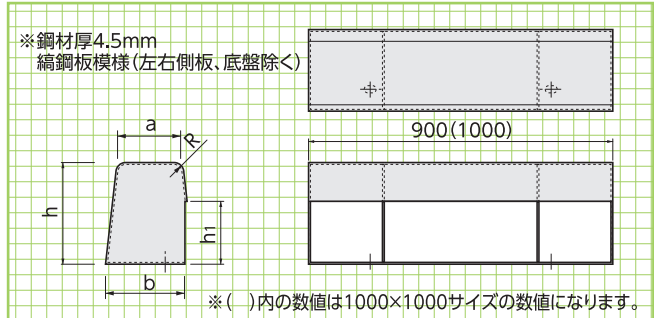 ※鋼材厚4.5mm
縞鋼板模様(左右側板、底盤除く)
900(1000)
a
R
h
h1
b
※( )内の数値は1000×1000サイズの数値になります。